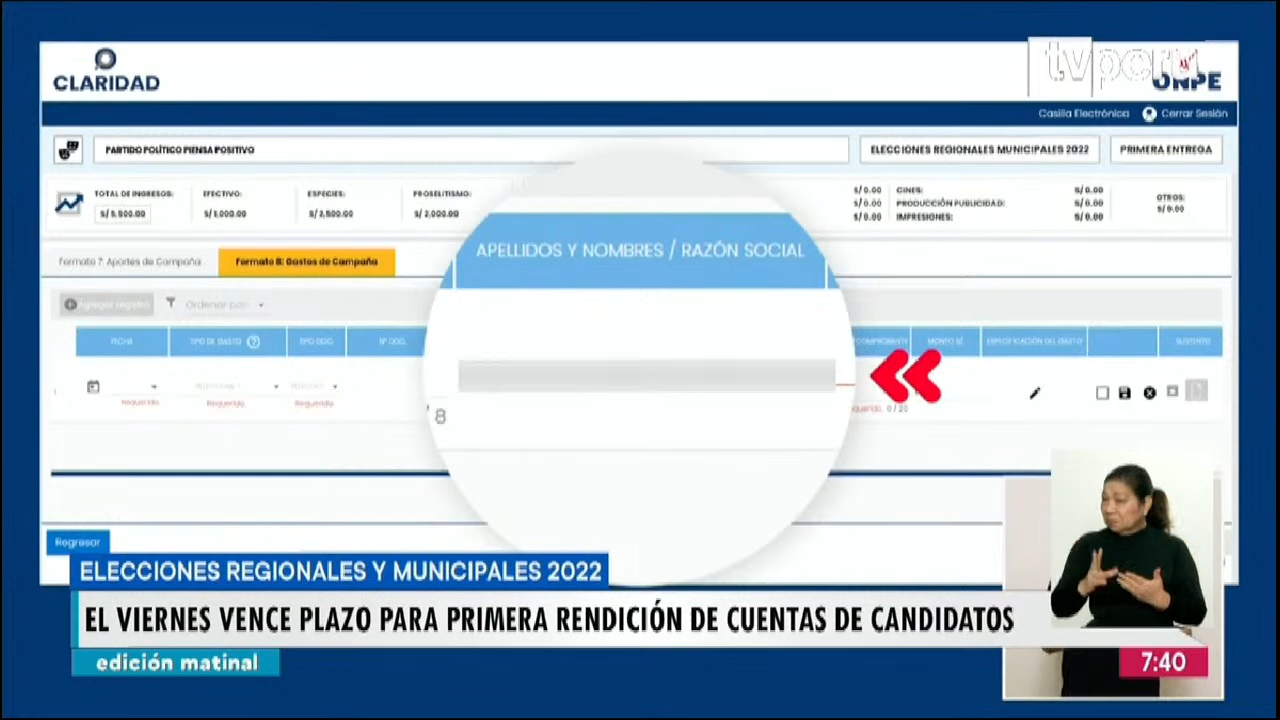 CLARIDAD
tvperú
ONPE
Casilla Electrónica
Cerrar Sesión
PARTIDO POLÍTICO PIENSA POSITIVO
ELECCIONES REGIONALES MUNICIPALES 2022
PRIMERA ENTREGA
TOTAL DE INGRESOS:
EFECTIVO:
ESPECIES:
PROSELITISMO:
S/ 5,500.00
S/ 1,000.00
S/ 2,500.00
S/ 2,000.00
S/ 0.00
CINES:
S/ 0.00
S/ 0.00
PRODUCCIÓN PUBLICIDAD:
S/ 0.00
S/ 0.00
IMPRESIONES:
S/ 0.00
OTROS:
S/ 0.00
Formato 7: Aportes de Campaña
Formato 8: Gastos de Campaña
Agregar registro
Ordenar por:
APELLIDOS Y NOMBRES / RAZÓN SOCIAL
FECHA
TIPO DE GASTO
TIPO DOC.
N° DOC.
MONTO S/.
ESPECIFICACIÓN DEL GASTO
SUSTENTO
Requerido.
Requerido.
Requerido.
0 / 20
8
Regresar
ELECCIONES REGIONALES Y MUNICIPALES 2022
EL VIERNES VENCE PLAZO PARA PRIMERA RENDICIÓN DE CUENTAS DE CANDIDATOS
edición matinal
7:40